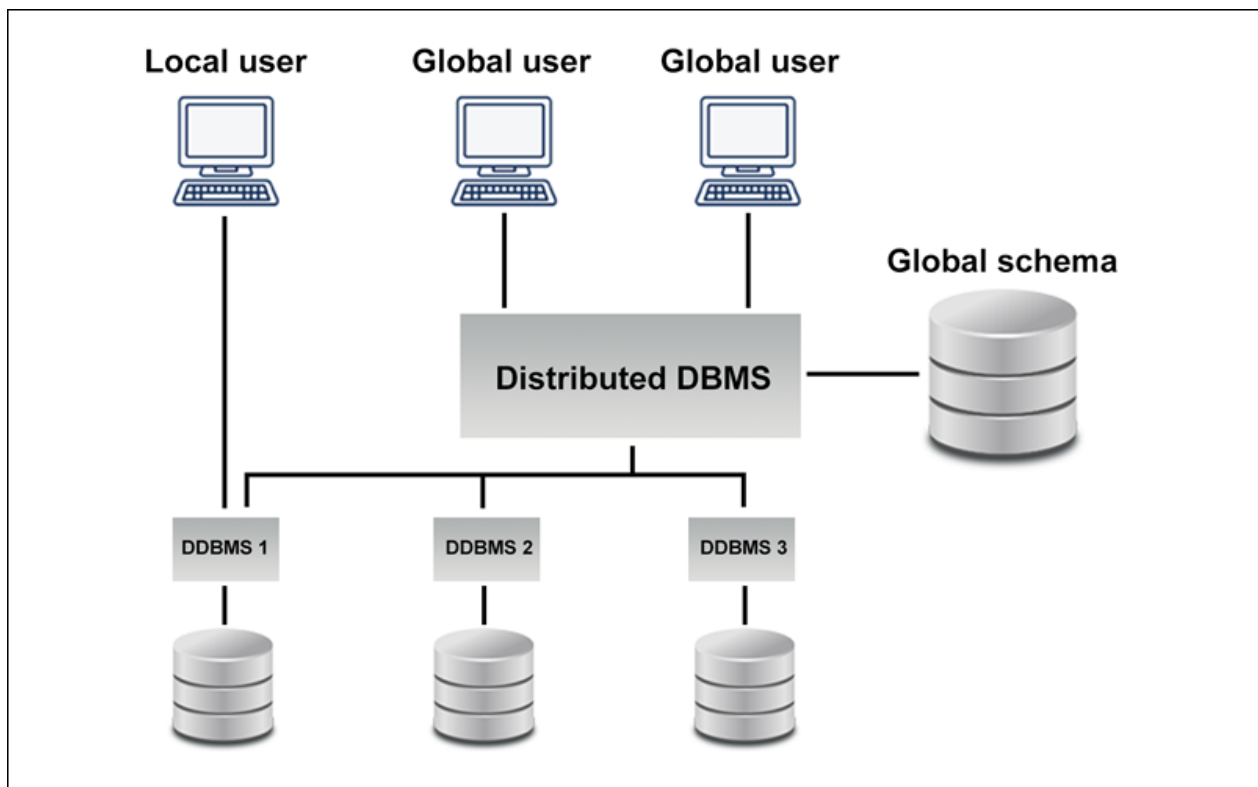 Local user
Global user
Global user
Global schema
Distributed DBMS
DDBMS 1
DDBMS 2
DDBMS 3